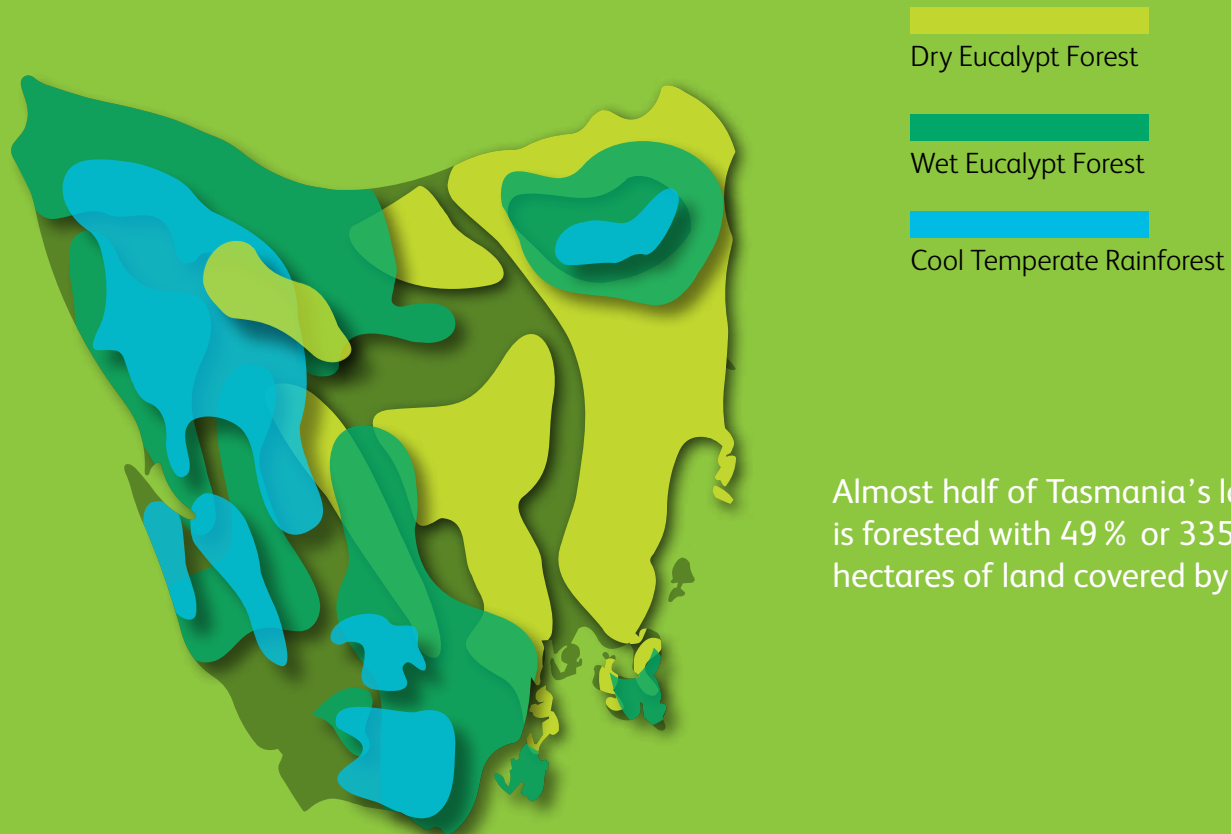 Dry Eucalypt Forest
Wet Eucalypt Forest
Cool Temperate Rainforest
Almost half of Tasmania’s
is forested with 49 % or 335
hectares of land covered by